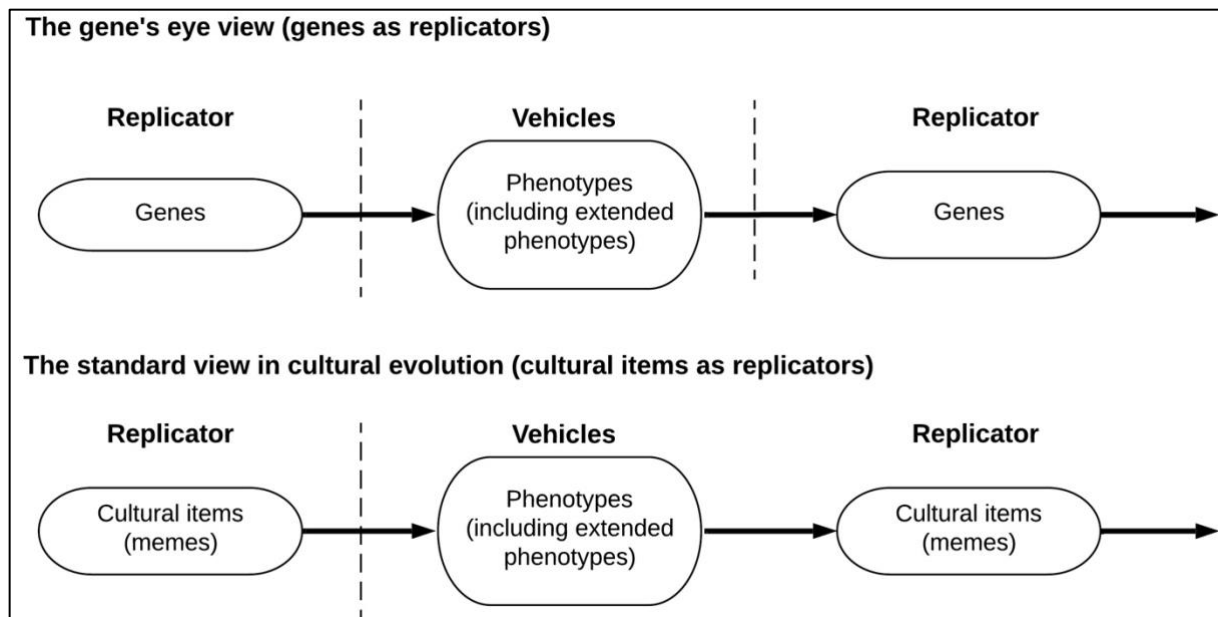 The gene's eye view (genes as replicators)
Replicator
Vehicles
Replicator
Genes
Phenotypes
(including extended
phenotypes)
Genes
The standard view in cultural evolution (cultural items as replicators)
Replicator
Vehicles
Replicator
Cultural items
(memes)
Phenotypes
(including extended
phenotypes)
Cultural items
(memes)